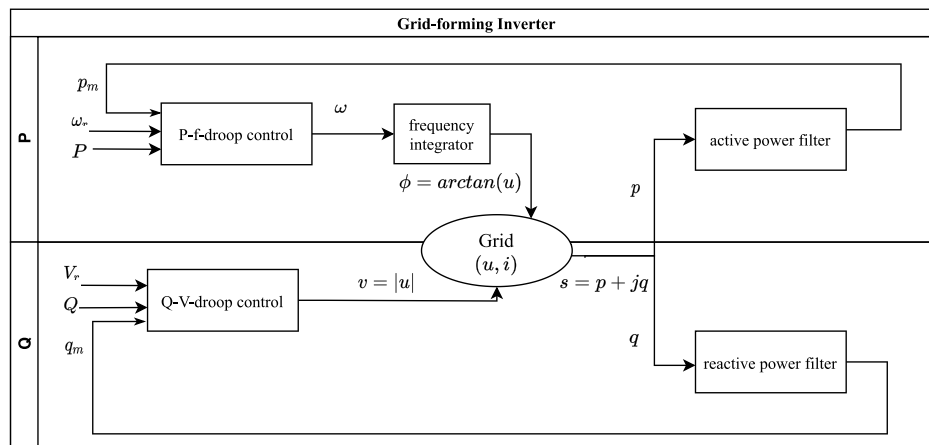 Grid-forming Inverter
P
p_m
ω_r
P
P-f-droop control
ω
frequency
integrator
ϕ = arctan(u)
p
active power filter
Grid
(u, i)
Q
V_r
Q
q_m
Q-V-droop control
v = |u|
s = p + jq
q
reactive power filter